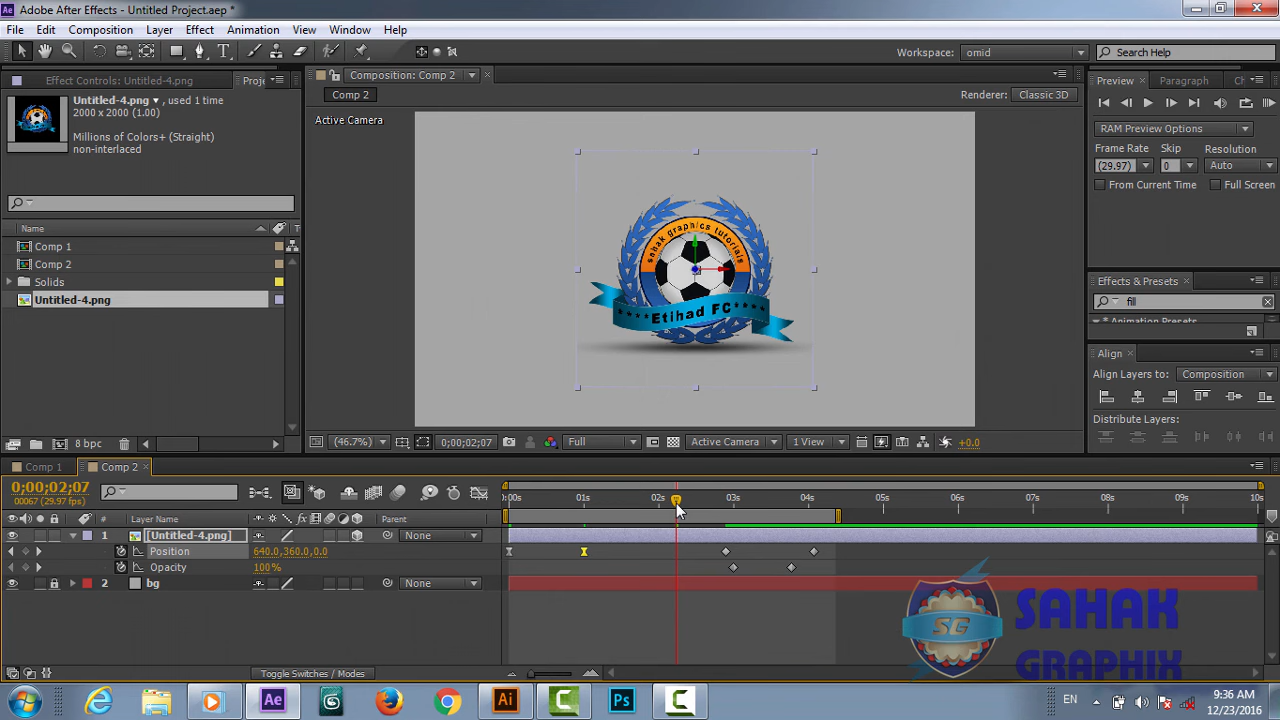 Adobe After Effects - Untitled Project.aep *
File Edit Composition Layer Effect Animation View Window Help
Workspace: omid Search Help
Effect Controls: Untitled-4.png Proje
Composition: Comp 2
Preview Paragraph Ch
Untitled-4.png ▾ , used 1 time
2000 x 2000 (1.00)
Millions of Colors+ (Straight)
non-interlaced
Comp 2
Renderer: Classic 3D
Active Camera
RAM Preview Options
Frame Rate Skip Resolution
(29.97) 0 Auto
From Current Time Full Screen
Name
Comp 1
Comp 2
Solids
Untitled-4.png
sahak graphics tutorials
****Etihad FC****
Effects & Presets
fill
Animation Presets
Align
Align Layers to: Composition
Distribute Layers:
8 bpc
(46.7%) 0;00;02;07 Full Active Camera 1 View +0.0
Comp 1 Comp 2
0;00;02;07
00067 (29.97 fps)
:00s 01s 02s 03s 04s 05s 06s 07s 08s 09s 10s
# Layer Name Parent
1 [Untitled-4.png] None
Position 640.0,360.0,0.0
Opacity 100%
2 bg None
SG
SAHAK
GRAPHIX
Toggle Switches / Modes
Ae Ai Ps
EN
9:36 AM
12/23/2016